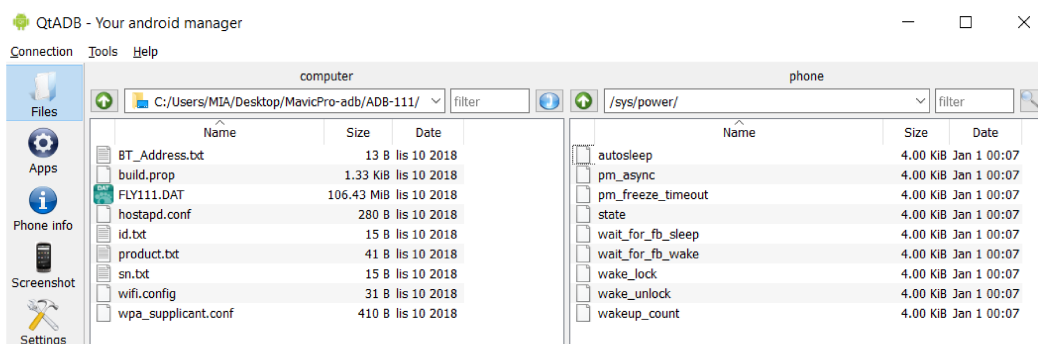 QtADB - Your android manager
Connection Tools Help
computer
phone
Files
C:/Users/MIA/Desktop/MavicPro-adb/ADB-111/
filter
/sys/power/
filter
Name Size Date
Name Size Date
BT_Address.txt 13 B lis 10 2018
autosleep 4.00 KiB Jan 1 00:07
build.prop 1.33 KiB lis 10 2018
pm_async 4.00 KiB Jan 1 00:07
Apps
DAT
FLY111.DAT 106.43 MiB lis 10 2018
pm_freeze_timeout 4.00 KiB Jan 1 00:07
hostapd.conf 280 B lis 10 2018
state 4.00 KiB Jan 1 00:07
Phone info
id.txt 15 B lis 10 2018
wait_for_fb_sleep 4.00 KiB Jan 1 00:07
product.txt 41 B lis 10 2018
wait_for_fb_wake 4.00 KiB Jan 1 00:07
sn.txt 15 B lis 10 2018
wake_lock 4.00 KiB Jan 1 00:07
Screenshot
wifi.config 31 B lis 10 2018
wake_unlock 4.00 KiB Jan 1 00:07
wpa_supplicant.conf 410 B lis 10 2018
wakeup_count 4.00 KiB Jan 1 00:07
Settings